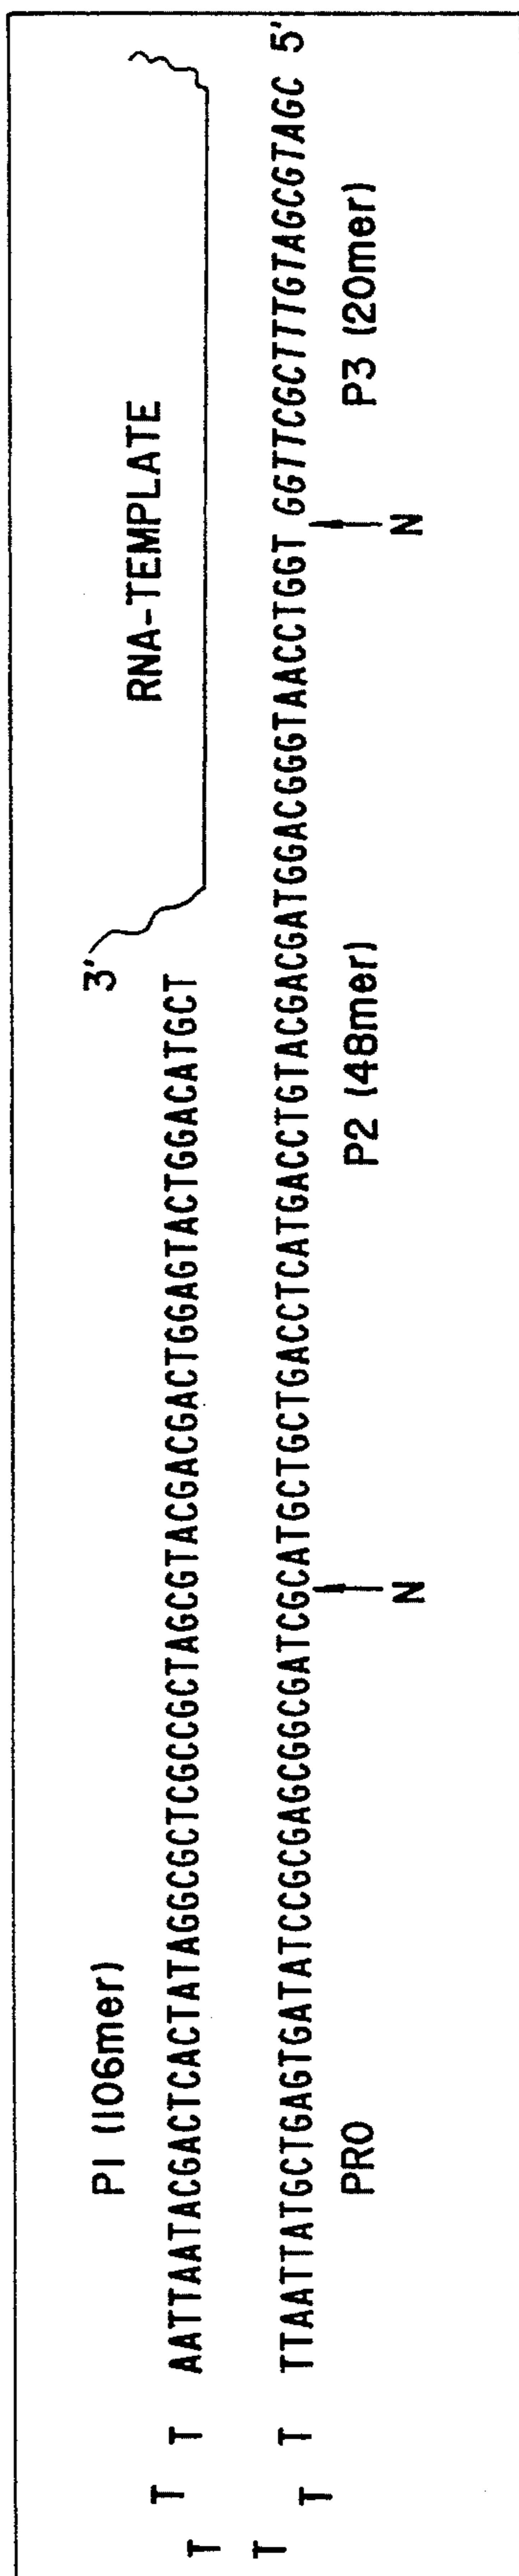 P1 (106mer)
RNA-TEMPLATE
3'
T
T AATTAATACGACTCACTATAGGCGCTCGCCGCTAGCGTACGACGACTGGAGTACTGGACATGCT
T
T
T TTAATTATGCTGAGTGATATCCGCGAGCGGCGATCGCATGCTGCTGACCTCATGACCTGTACGACGATGGACGGGTAACCTGGT GGTTCGCTTTGTAGCGTAGC 5'
T
PRO P2 (48mer) P3 (20mer)
N N